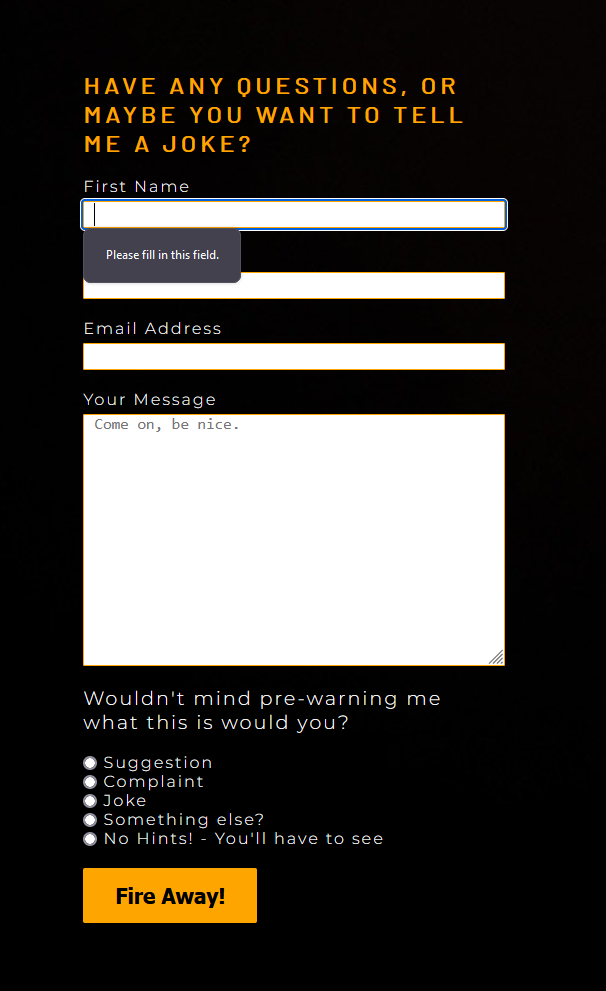 HAVE ANY QUESTIONS, OR
MAYBE YOU WANT TO TELL
ME A JOKE?
First Name
Please fill in this field.
Email Address
Your Message
Come on, be nice.
Wouldn't mind pre-warning me
what this is would you?
Suggestion
Complaint
Joke
Something else?
No Hints! - You'll have to see
Fire Away!